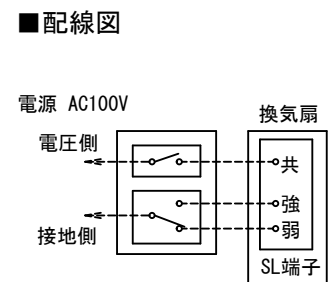 ■配線図
電源 AC100V
換気扇
電圧側
共
強
弱
接地側
SL端子